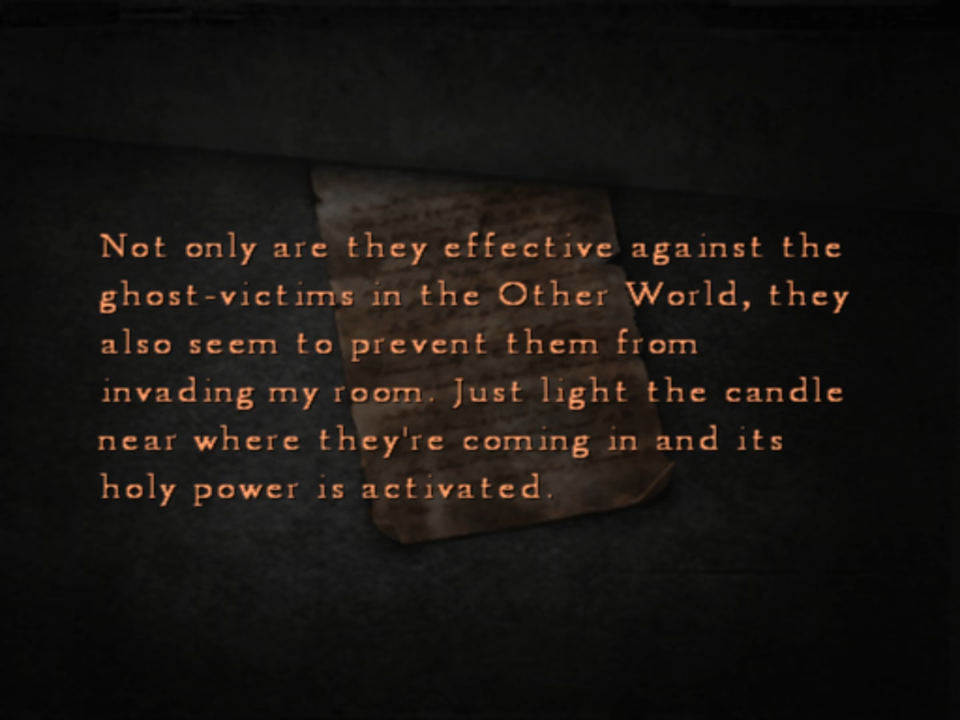 Not only are they effective against the
ghost-victims in the Other World, they
also seem to prevent them from
invading my room. Just light the candle
near where they're coming in and its
holy power is activated.